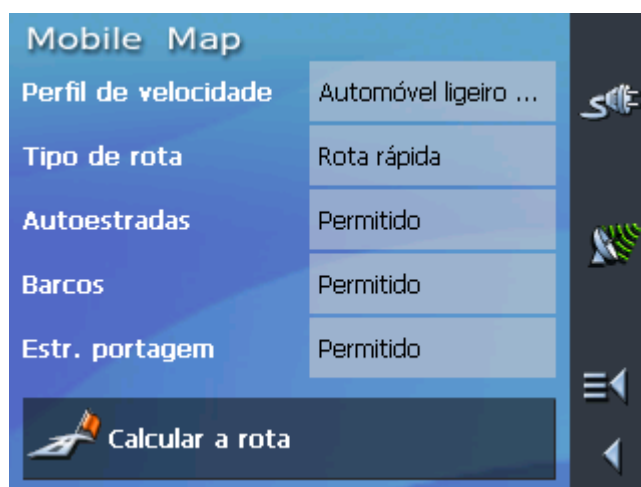 Mobile Map
Perfil de velocidade Automóvel ligeiro ...
Tipo de rota Rota rápida
Autoestradas Permitido
Barcos Permitido
Estr. portagem Permitido
Calcular a rota